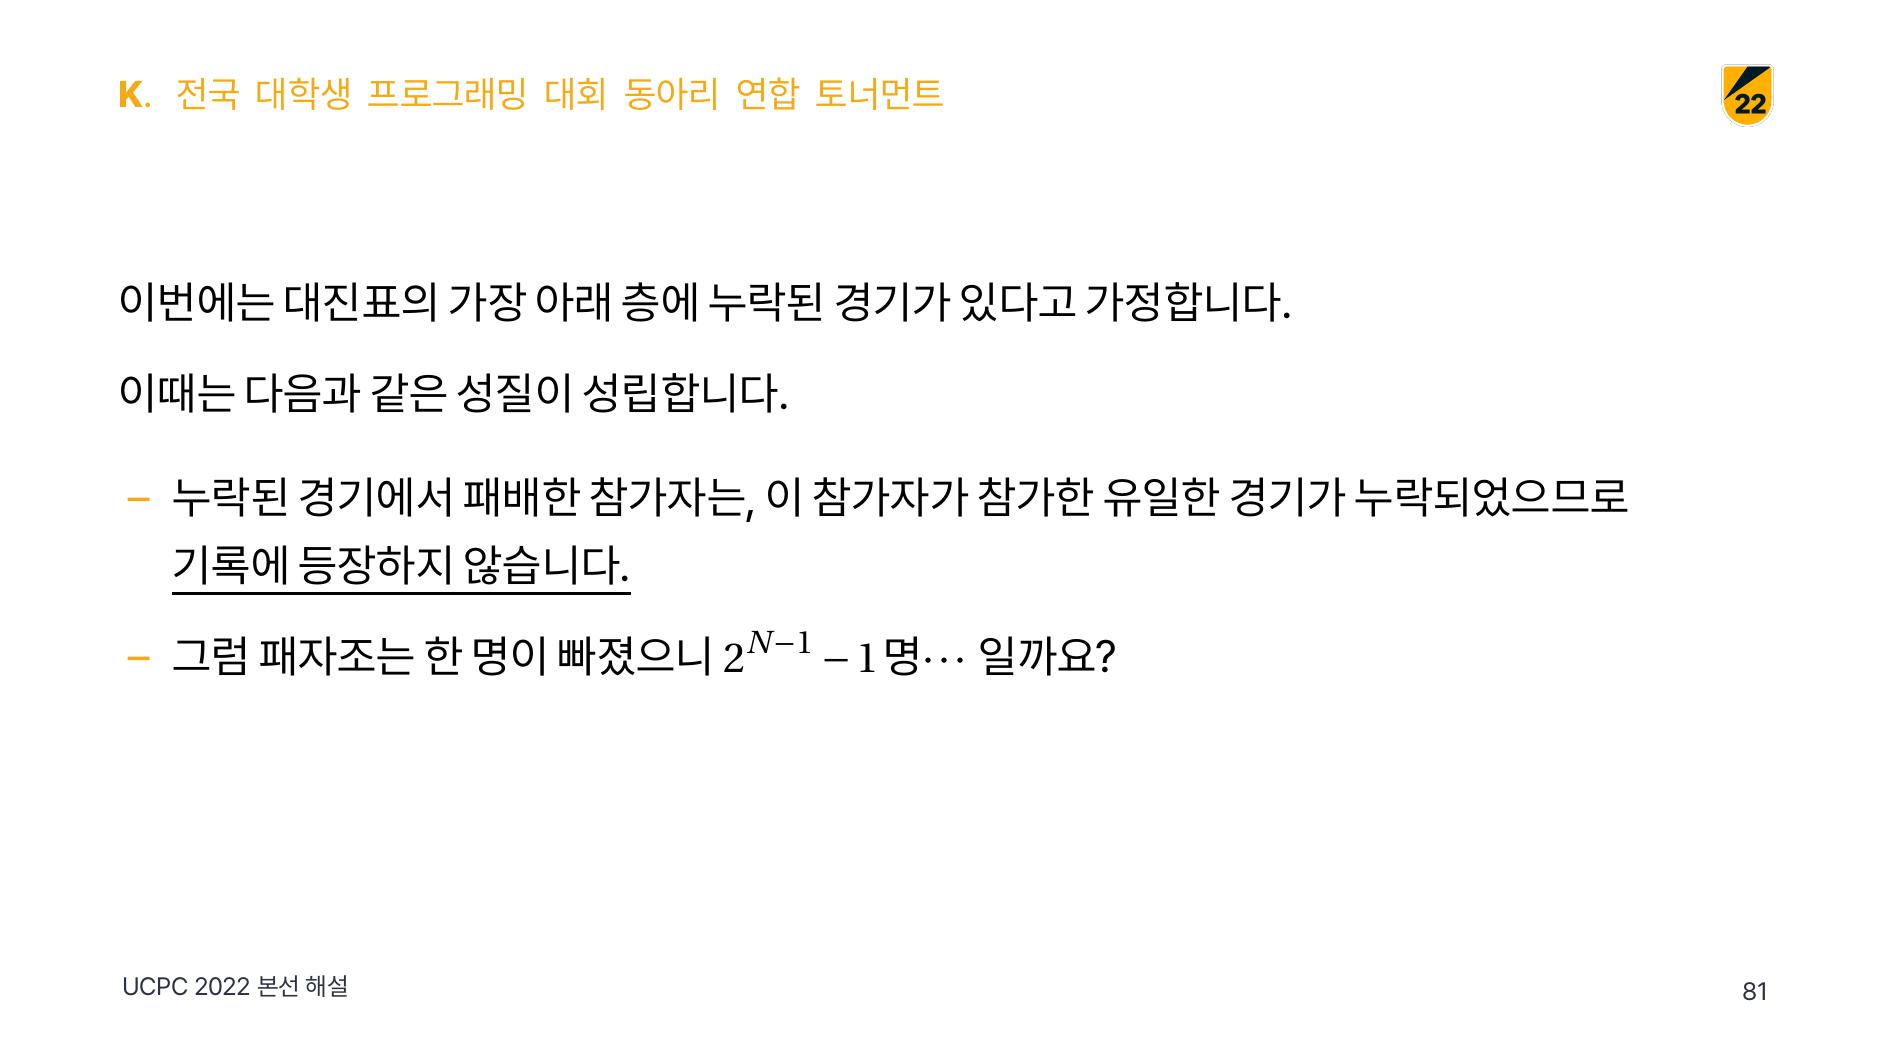 K. 전국 대학생 프로그래밍 대회 동아리 연합 토너먼트
22
이번에는 대진표의 가장 아래 층에 누락된 경기가 있다고 가정합니다.
이때는 다음과 같은 성질이 성립합니다.
– 누락된 경기에서 패배한 참가자는, 이 참가자가 참가한 유일한 경기가 누락되었으므로
기록에 등장하지 않습니다.
– 그럼 패자조는 한 명이 빠졌으니 2^{N−1} − 1명··· 일까요?
UCPC 2022 본선 해설
81